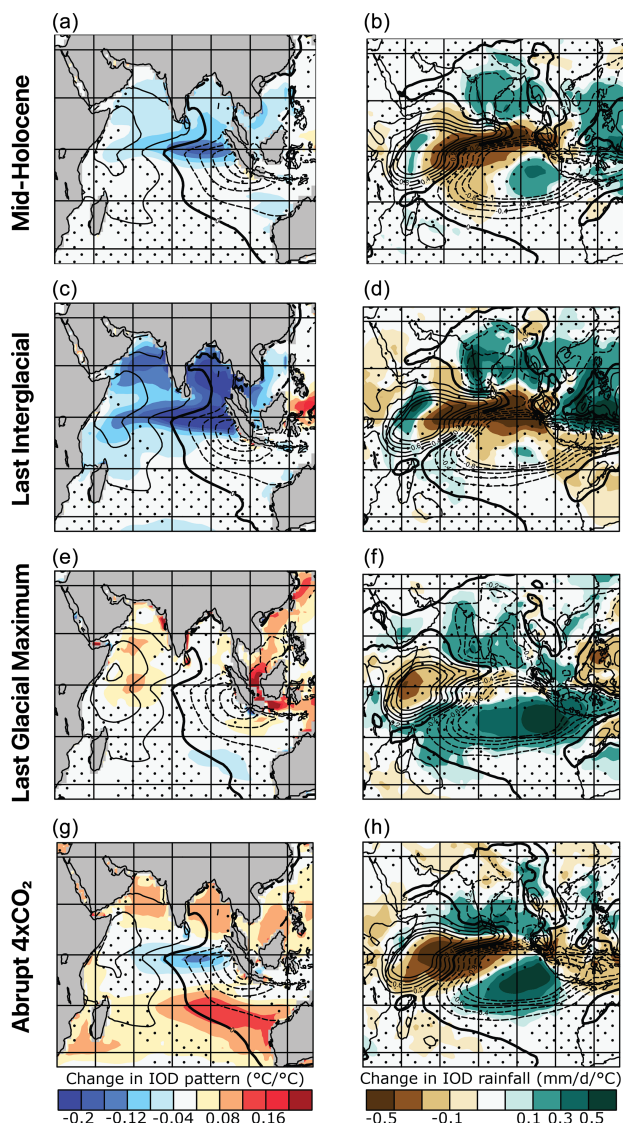 (a)
(b)
Mid-Holocene
(c)
(d)
Last Interglacial
(e)
(f)
Last Glacial Maximum
(g)
(h)
Abrupt 4xCO₂
Change in IOD pattern (°C/°C)
Change in IOD rainfall (mm/d/°C)
-0.2 -0.12 -0.04 0.08 0.16
-0.5 -0.1 0.1 0.3 0.5